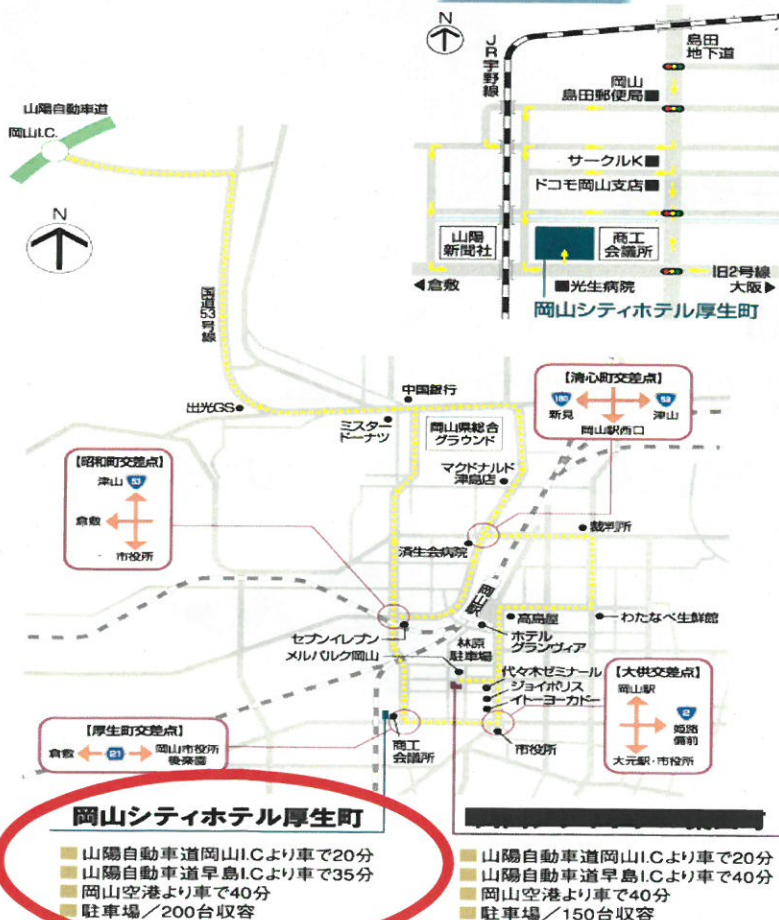 N
JR宇野線
島田
地下道
岡山
島田郵便局■
サークルK■
ドコモ岡山支店■
山陽
新聞社
商工
会議所
旧2号線
◀倉敷
■光生病院
大阪▶
岡山シティホテル厚生町
山陽自動車道
岡山I.C.
N
国道53号線
中国銀行
出光GS
ミスター
ドーナツ
岡山県総合
グラウンド
マクドナルド
津島店
【清心町交差点】
180
新見
53
津山
岡山駅西口
【昭和町交差点】
津山 53
倉敷
市役所
済生会病院
裁判所
岡山駅
セブンイレブン
メルパルク岡山
林原
駐車場
高島屋
ホテル
グランヴィア
わたなべ生鮮館
代々木ゼミナール
ジョイポリス
イトーヨーカドー
【大供交差点】
岡山駅
2
姫路
備前
大元駅・市役所
【厚生町交差点】
倉敷
21
岡山市役所
後楽園
商工
会議所
市役所
岡山シティホテル厚生町
山陽自動車道岡山I.Cより車で20分
山陽自動車道早島I.Cより車で35分
岡山空港より車で40分
駐車場／200台収容
山陽自動車道岡山I.Cより車で20分
山陽自動車道早島I.Cより車で40分
岡山空港より車で40分
駐車場／150台収容